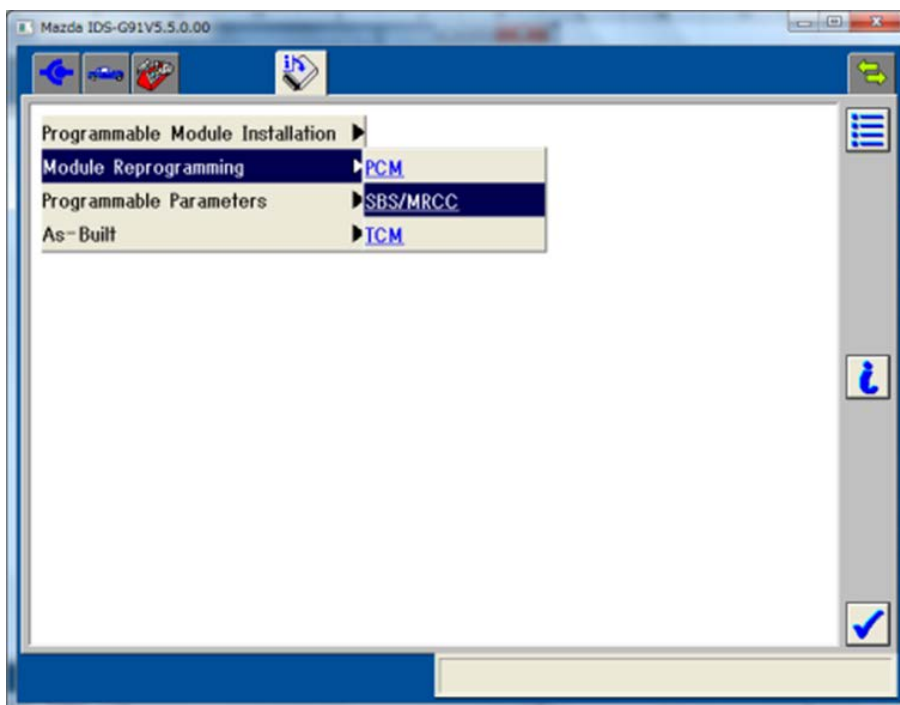 Mazda IDS-G91V5.5.0.00
Programmable Module Installation
Module Reprogramming
PCM
Programmable Parameters
SBS/MRCC
As-Built
TCM